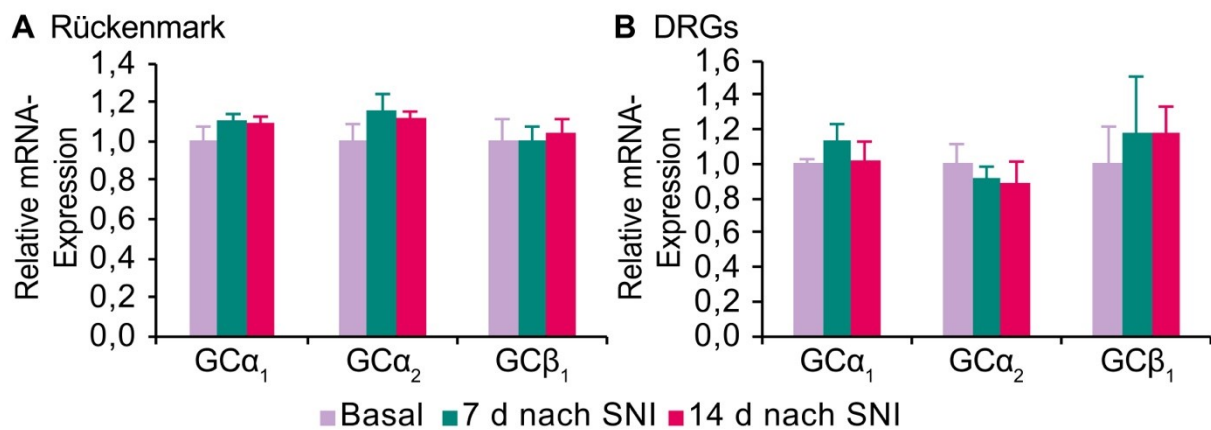 A Rückenmark
Relative mRNA-
Expression
1,4
1,2
1,0
0,8
0,6
0,4
0,2
0,0
GCα₁ GCα₂ GCβ₁
B DRGs
Relative mRNA-
Expression
1,6
1,4
1,2
1,0
0,8
0,6
0,4
0,2
0,0
GCα₁ GCα₂ GCβ₁
Basal 7 d nach SNI 14 d nach SNI